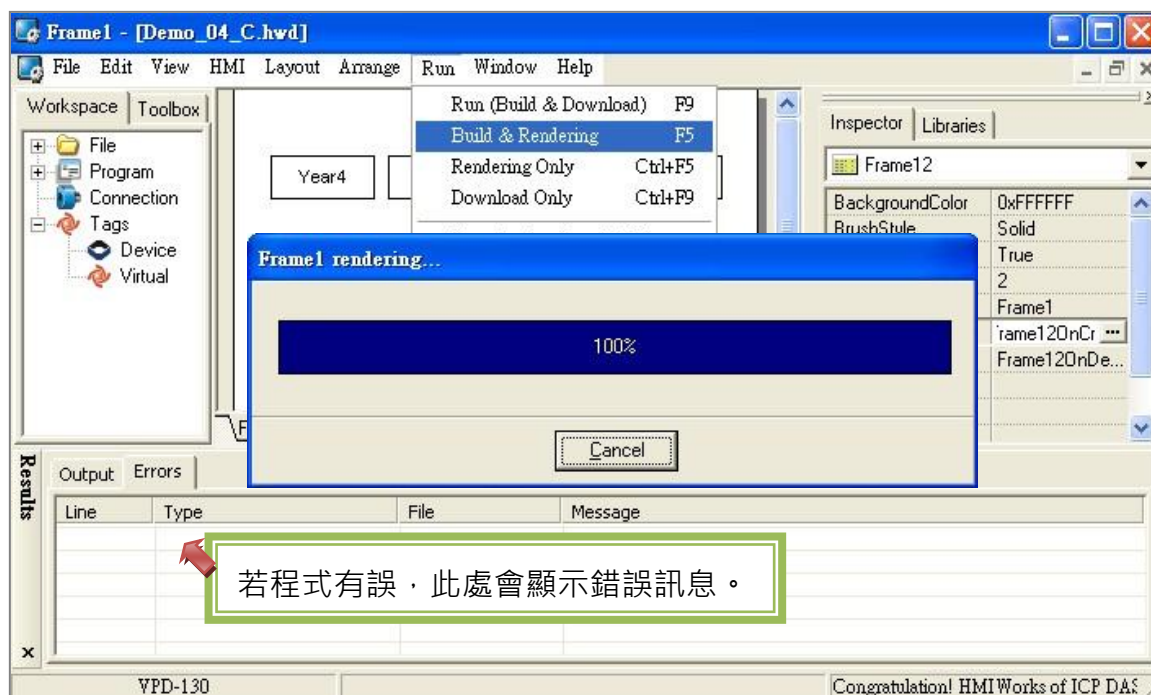 Frame1 - [Demo_04_C.hwd]
File Edit View HMI Layout Arrange Run Window Help
Workspace Toolbox
File
Program
Connection
Tags
Device
Virtual
Year4
Run (Build & Download) F9
Build & Rendering F5
Rendering Only Ctrl+F5
Download Only Ctrl+F9
Inspector Libraries
Frame12
BackgroundColor 0xFFFFFF
BrushStyle Solid
True
2
Frame1
rame12OnCr ...
Frame12OnDe...
Frame1 rendering...
100%
Cancel
Results
Output Errors
Line Type File Message
若程式有誤，此處會顯示錯誤訊息。
VPD-130
Congratulation! HMIWorks of ICP DAS